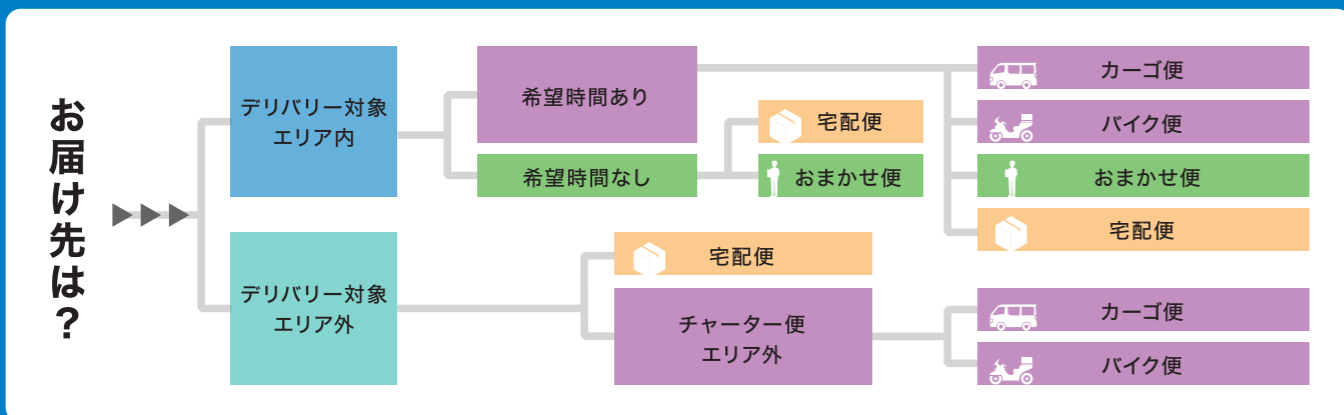 お届け先は?
デリバリー対象
エリア内
希望時間あり
カーゴ便
バイク便
おまかせ便
宅配便
希望時間なし
宅配便
おまかせ便
デリバリー対象
エリア外
宅配便
チャーター便
エリア外
カーゴ便
バイク便